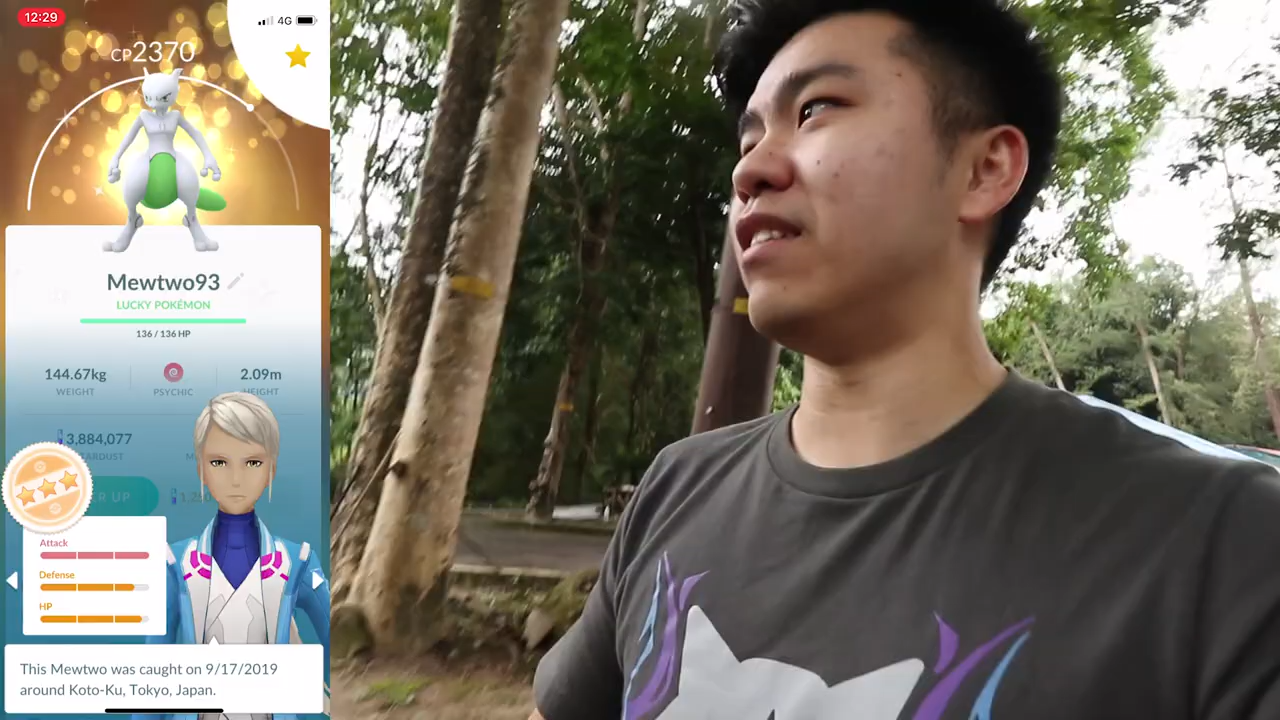 12:29
4G
CP2370
Mewtwo93
LUCKY POKÉMON
136 / 136 HP
144.67kg
WEIGHT
PSYCHIC
2.09m
HEIGHT
3,884,077
Attack
Defense
HP
This Mewtwo was caught on 9/17/2019
around Koto-Ku, Tokyo, Japan.